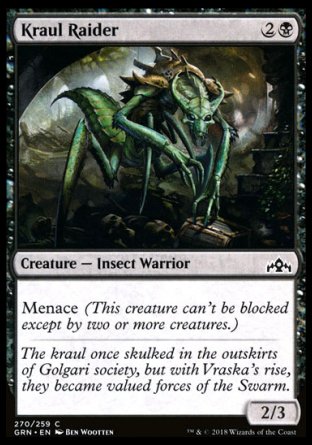 Kraul Raider 2
Creature — Insect Warrior
Menace (This creature can't be blocked
except by two or more creatures.)
The kraul once skulked in the outskirts
of Golgari society, but with Vraska's rise,
they became valued forces of the Swarm.
2/3
270/259 C
GRN • EN Ben Wootten
™ & © 2018 Wizards of the Coast